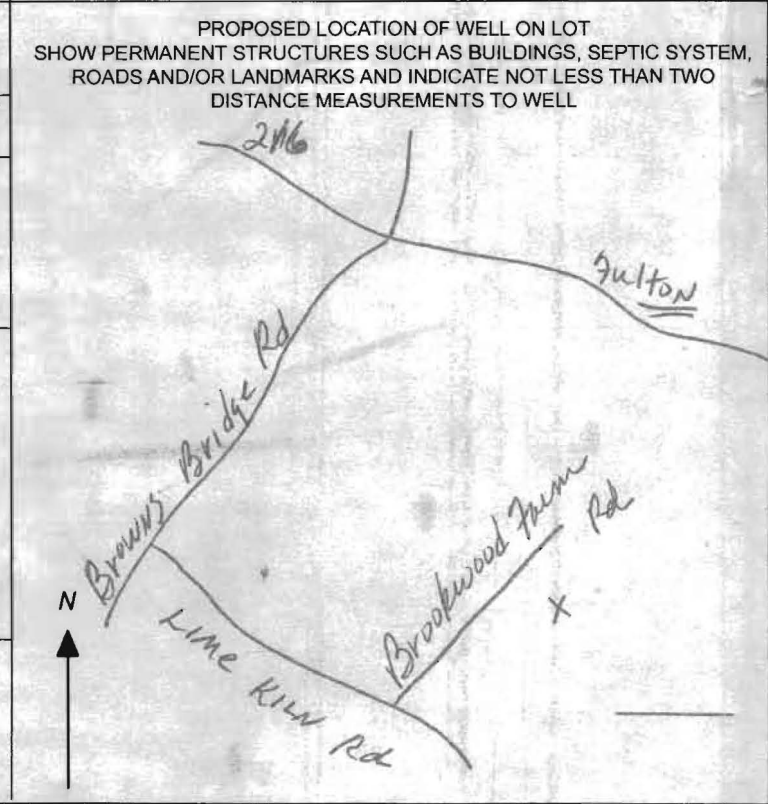 PROPOSED LOCATION OF WELL ON LOT
SHOW PERMANENT STRUCTURES SUCH AS BUILDINGS, SEPTIC SYSTEM,
ROADS AND/OR LANDMARKS AND INDICATE NOT LESS THAN TWO
DISTANCE MEASUREMENTS TO WELL
216
Fulton
Browns Bridge Rd
Brookwood Farm
Rd
N
X
Lime Kiln Rd